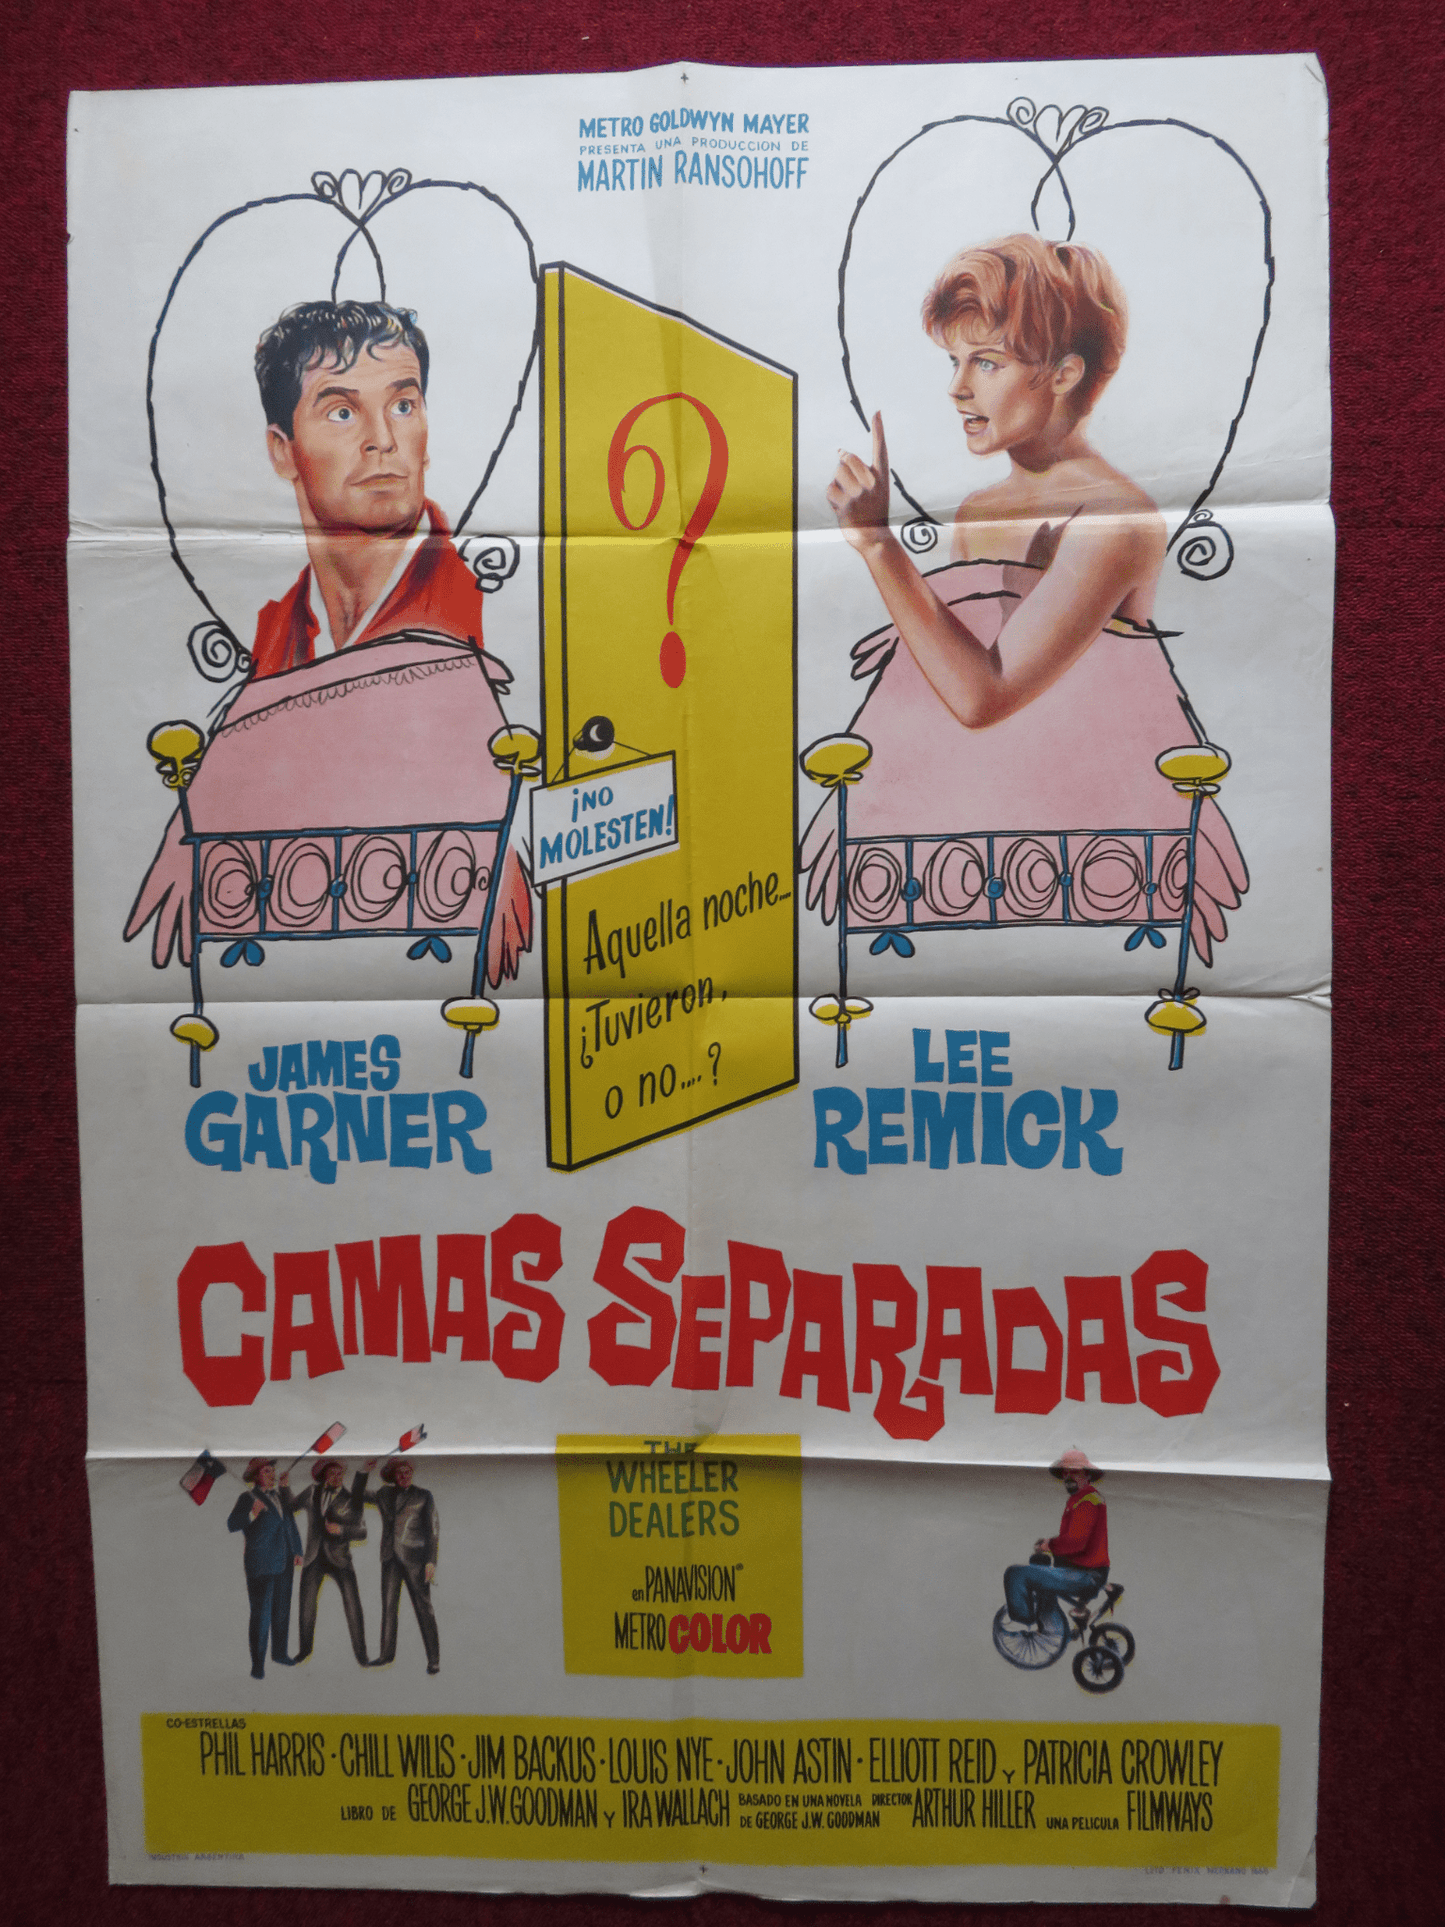 METRO GOLDWYN MAYER
PRESENTA UNA PRODUCCION DE
MARTIN RANSOHOFF
?
¡NO
MOLESTEN!
Aquella noche...
¿Tuvieron,
o no....?
JAMES
GARNER
LEE
REMICK
CAMAS SEPARADAS
THE
WHEELER
DEALERS
en PANAVISION®
METROCOLOR
CO-ESTRELLAS
PHIL HARRIS · CHILL WILLS · JIM BACKUS · LOUIS NYE · JOHN ASTIN · ELLIOTT REID Y PATRICIA CROWLEY
LIBRO DE GEORGE J.W. GOODMAN Y IRA WALLACH BASADO EN UNA NOVELA DE GEORGE J.W. GOODMAN DIRECTOR ARTHUR HILLER UNA PELICULA FILMWAYS
INDUSTRIA ARGENTINA